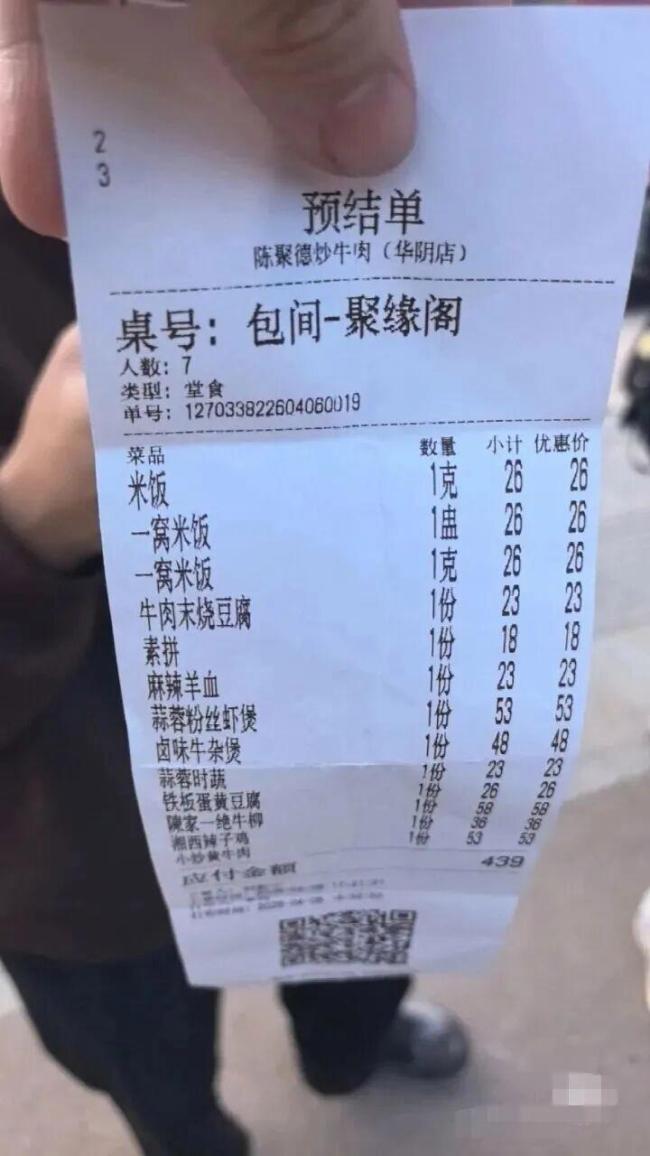 2
3
预结单
陈聚德炒牛肉（华阴店）
桌号：包间-聚缘阁
人数：7
类型：堂食
单号：127033822604060019
菜品 数量 小计 优惠价
米饭 1克 26 26
一窝米饭 1盅 26 26
一窝米饭 1克 26 26
牛肉末烧豆腐 1份 23 23
素拼 1份 18 18
麻辣羊血 1份 23 23
蒜蓉粉丝虾煲 1份 53 53
卤味牛杂煲 1份 48 48
蒜蓉时蔬 1份 23 23
铁板蛋黄豆腐 1份 26 26
陳家一绝牛柳 1份 58 58
湘西辣子鸡 1份 36 36
小炒黄牛肉 1份 53 53
应付金额 439